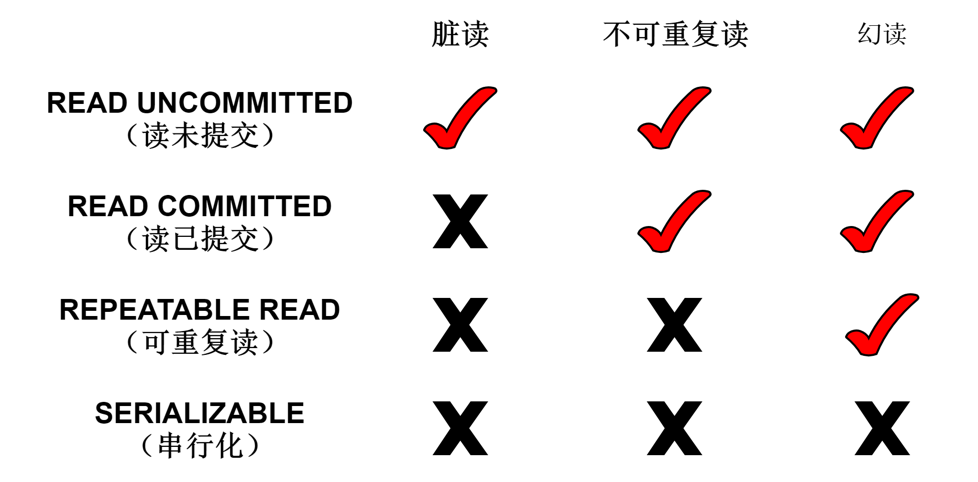 脏读 不可重复读 幻读
READ UNCOMMITTED
（读未提交）
READ COMMITTED
（读已提交）
REPEATABLE READ
（可重复读）
SERIALIZABLE
（串行化）